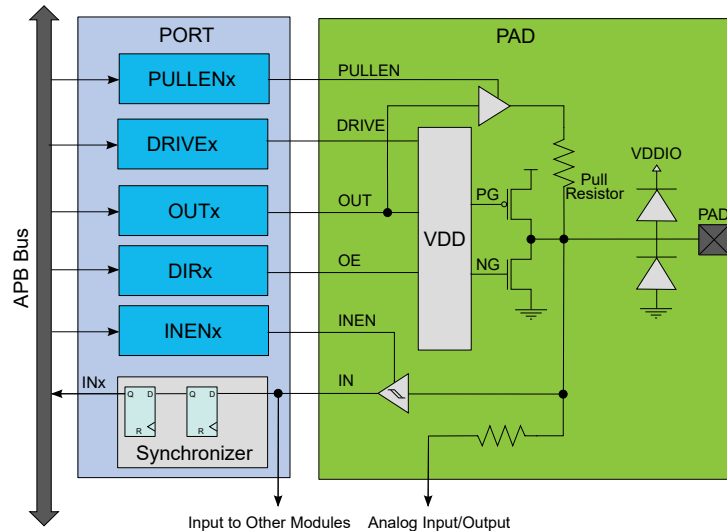 PORT
PAD
PULLENx
PULLEN
DRIVEx
DRIVE
VDDIO
Pull
Resistor
OUTx
OUT
PG
PAD
VDD
APB Bus
DIRx
OE
NG
INENx
INEN
INx
IN
Q D
Q D
R
R
Synchronizer
Input to Other Modules
Analog Input/Output